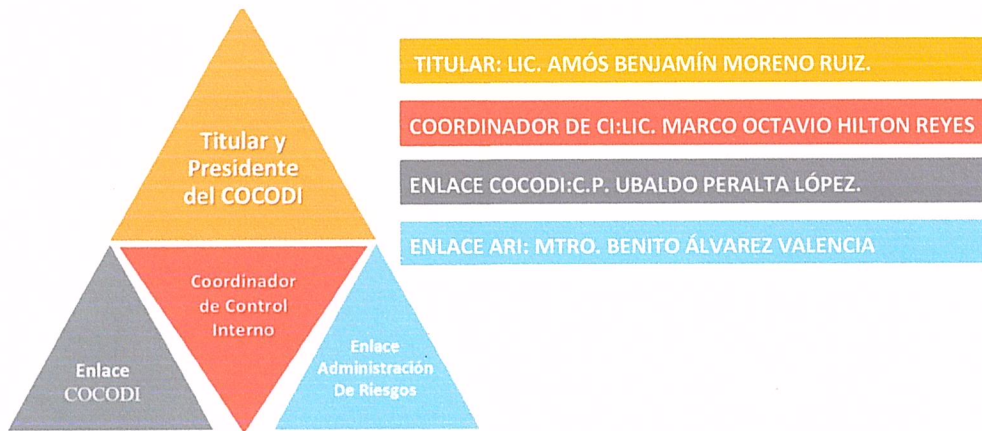 Titular y
Presidente
del COCODI
Coordinador
de Control
Interno
Enlace
COCODI
Enlace
Administración
De Riesgos
TITULAR: LIC. AMÓS BENJAMÍN MORENO RUIZ.
COORDINADOR DE CI:LIC. MARCO OCTAVIO HILTON REYES
ENLACE COCODI:C.P. UBALDO PERALTA LÓPEZ.
ENLACE ARI: MTRO. BENITO ÁLVAREZ VALENCIA